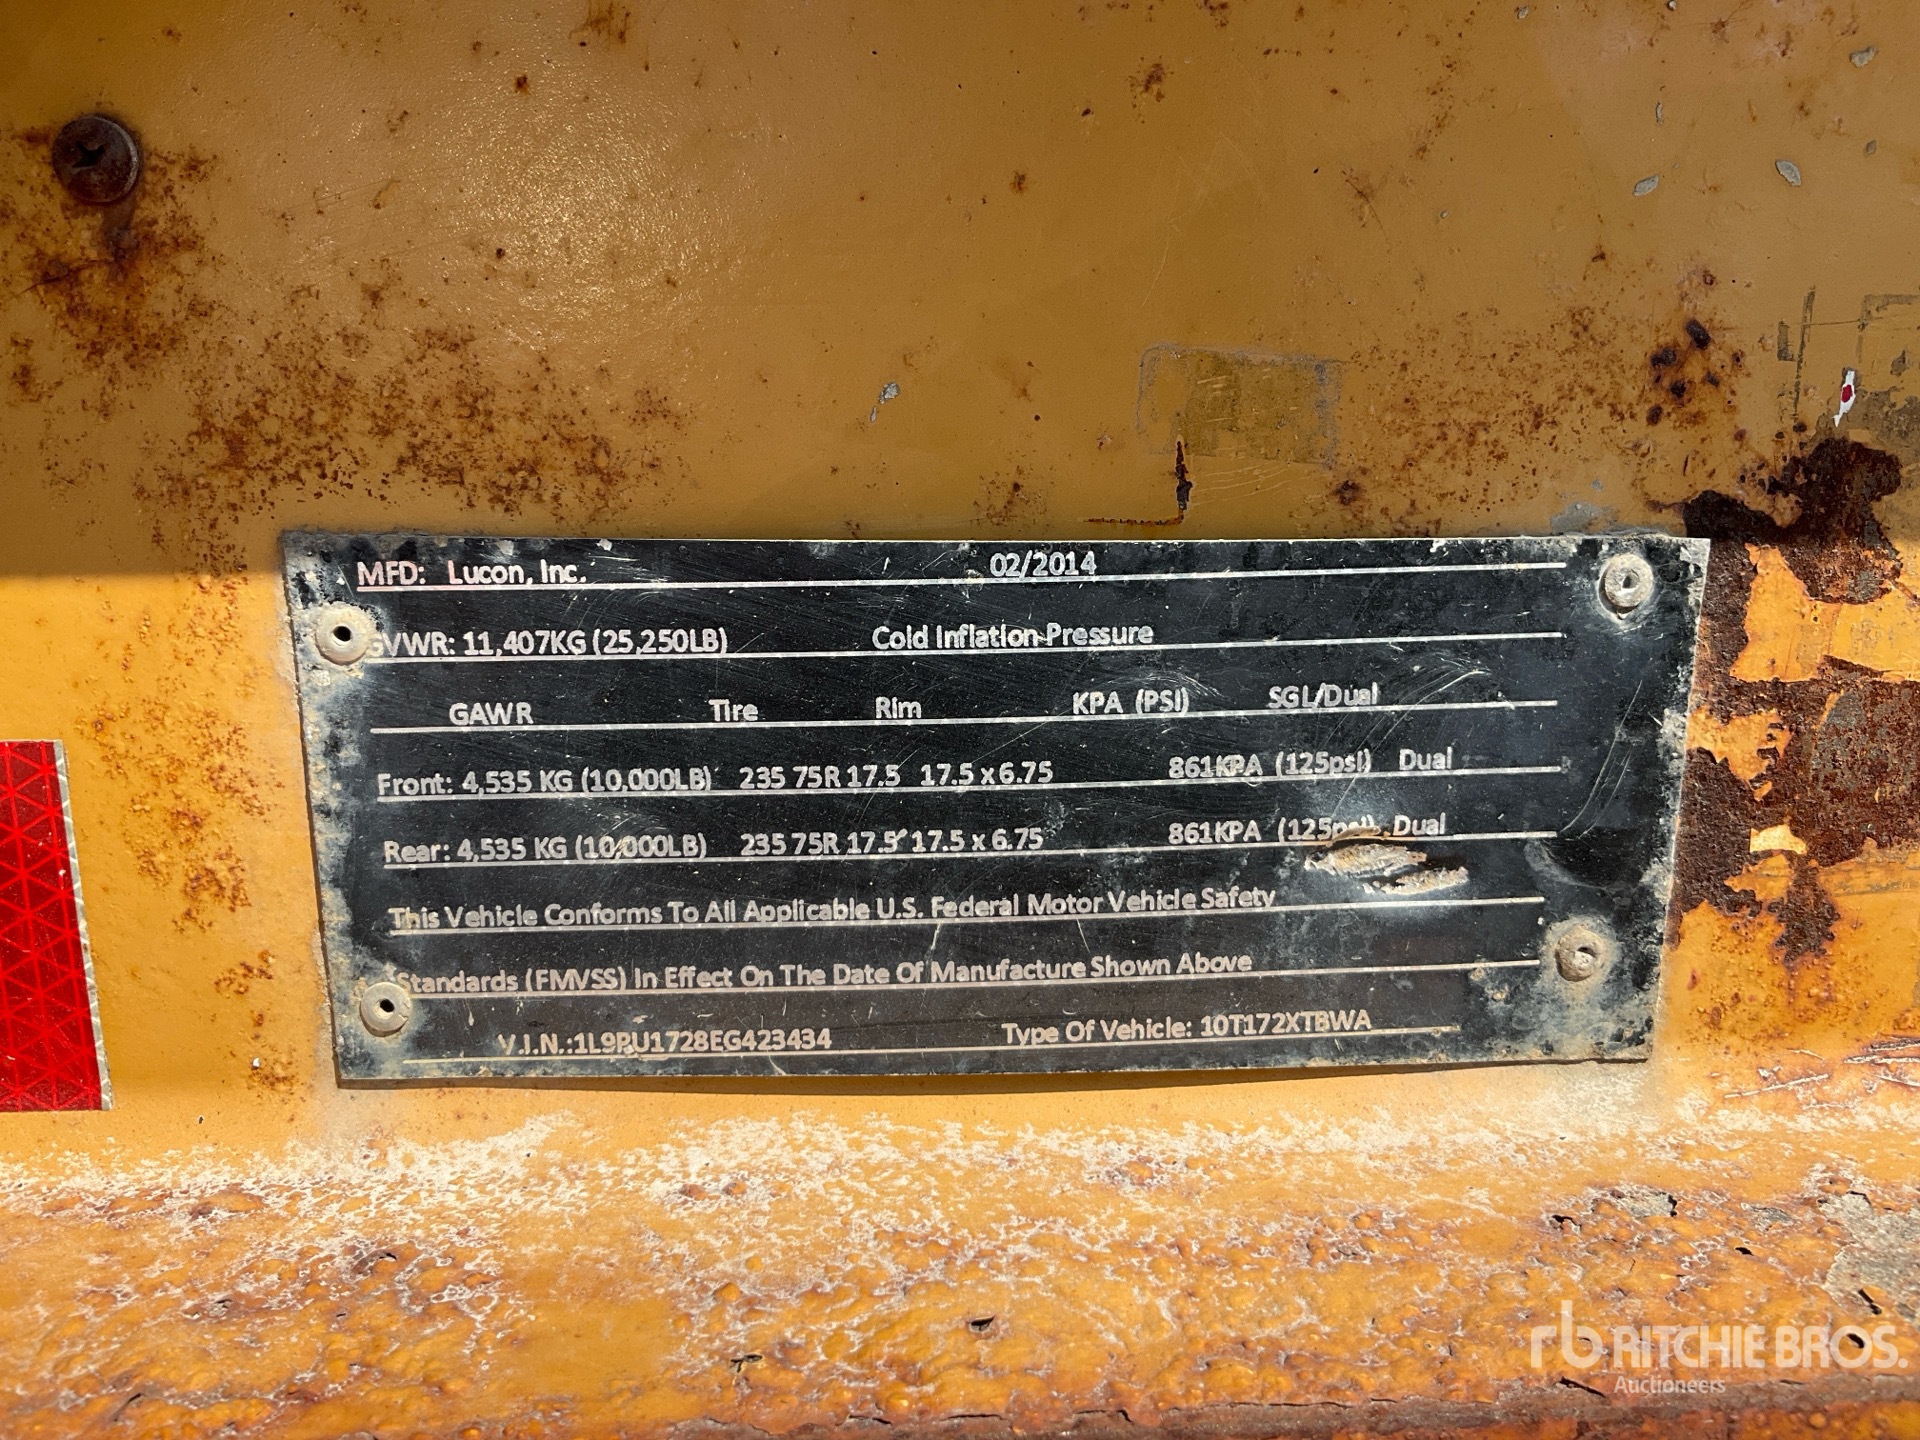 MFD: Lucon, Inc. 02/2014
GVWR: 11,407KG (25,250LB) Cold Inflation Pressure
GAWR Tire Rim KPA (PSI) SGL/Dual
Front: 4,535 KG (10,000LB) 235 75R 17.5 17.5 x 6.75 861KPA (125psi) Dual
Rear: 4,535 KG (10,000LB) 235 75R 17.5 17.5 x 6.75 861KPA (125psi) Dual
This Vehicle Conforms To All Applicable U.S. Federal Motor Vehicle Safety
Standards (FMVSS) In Effect On The Date Of Manufacture Shown Above
V.I.N.:1L9PU1728EG423434 Type Of Vehicle: 10T172XTBWA
rb RITCHIE BROS.
Auctioneers